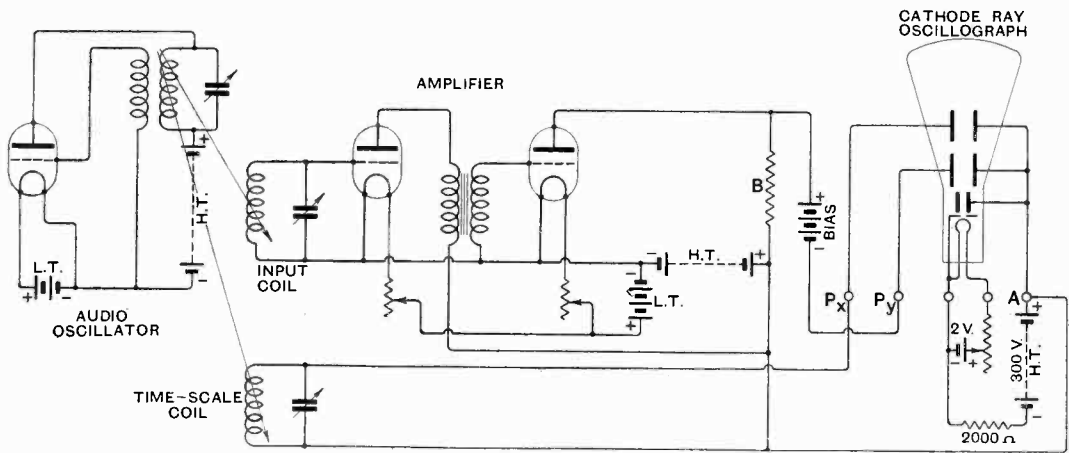 CATHODE RAY
OSCILLOGRAPH
AMPLIFIER
+
H.T.
-
L.T.
+ -
AUDIO
OSCILLATOR
INPUT
COIL
B
- H.T. +
-
L.T.
+
+
BIAS
-
Px
Py
A
+
2 V.
- +
300 V.
H.T.
-
2000 Ω
TIME-SCALE
COIL